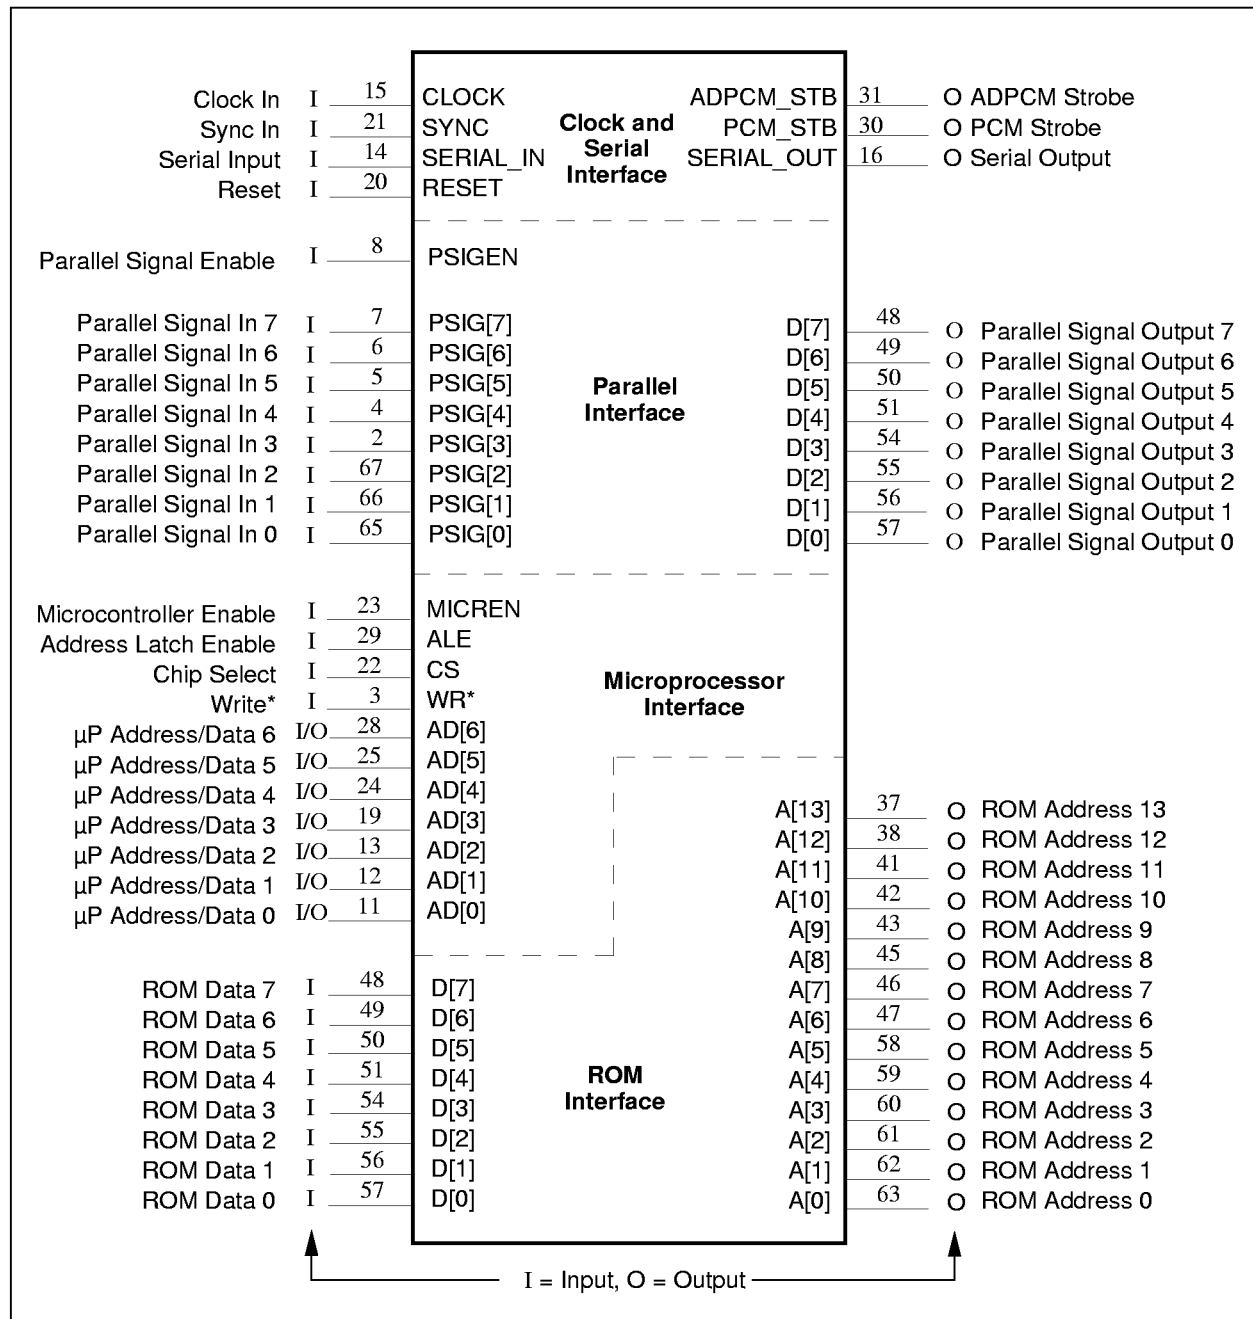 Clock In I 15 CLOCK ADPCM_STB 31 O ADPCM Strobe
Sync In I 21 SYNC Clock and PCM_STB 30 O PCM Strobe
Serial Input I 14 SERIAL_IN Serial SERIAL_OUT 16 O Serial Output
Reset I 20 RESET Interface
Parallel Signal Enable I 8 PSIGEN
Parallel Signal In 7 I 7 PSIG[7] D[7] 48 O Parallel Signal Output 7
Parallel Signal In 6 I 6 PSIG[6] D[6] 49 O Parallel Signal Output 6
Parallel Signal In 5 I 5 PSIG[5] Parallel D[5] 50 O Parallel Signal Output 5
Parallel Signal In 4 I 4 PSIG[4] Interface D[4] 51 O Parallel Signal Output 4
Parallel Signal In 3 I 2 PSIG[3] D[3] 54 O Parallel Signal Output 3
Parallel Signal In 2 I 67 PSIG[2] D[2] 55 O Parallel Signal Output 2
Parallel Signal In 1 I 66 PSIG[1] D[1] 56 O Parallel Signal Output 1
Parallel Signal In 0 I 65 PSIG[0] D[0] 57 O Parallel Signal Output 0
Microcontroller Enable I 23 MICREN
Address Latch Enable I 29 ALE
Chip Select I 22 CS Microprocessor
Write* I 3 WR* Interface
µP Address/Data 6 I/O 28 AD[6]
µP Address/Data 5 I/O 25 AD[5]
µP Address/Data 4 I/O 24 AD[4]
µP Address/Data 3 I/O 19 AD[3] A[13] 37 O ROM Address 13
µP Address/Data 2 I/O 13 AD[2] A[12] 38 O ROM Address 12
µP Address/Data 1 I/O 12 AD[1] A[11] 41 O ROM Address 11
µP Address/Data 0 I/O 11 AD[0] A[10] 42 O ROM Address 10
A[9] 43 O ROM Address 9
A[8] 45 O ROM Address 8
ROM Data 7 I 48 D[7] A[7] 46 O ROM Address 7
ROM Data 6 I 49 D[6] A[6] 47 O ROM Address 6
ROM Data 5 I 50 D[5] A[5] 58 O ROM Address 5
ROM Data 4 I 51 D[4] ROM A[4] 59 O ROM Address 4
ROM Data 3 I 54 D[3] Interface A[3] 60 O ROM Address 3
ROM Data 2 I 55 D[2] A[2] 61 O ROM Address 2
ROM Data 1 I 56 D[1] A[1] 62 O ROM Address 1
ROM Data 0 I 57 D[0] A[0] 63 O ROM Address 0
I = Input, O = Output